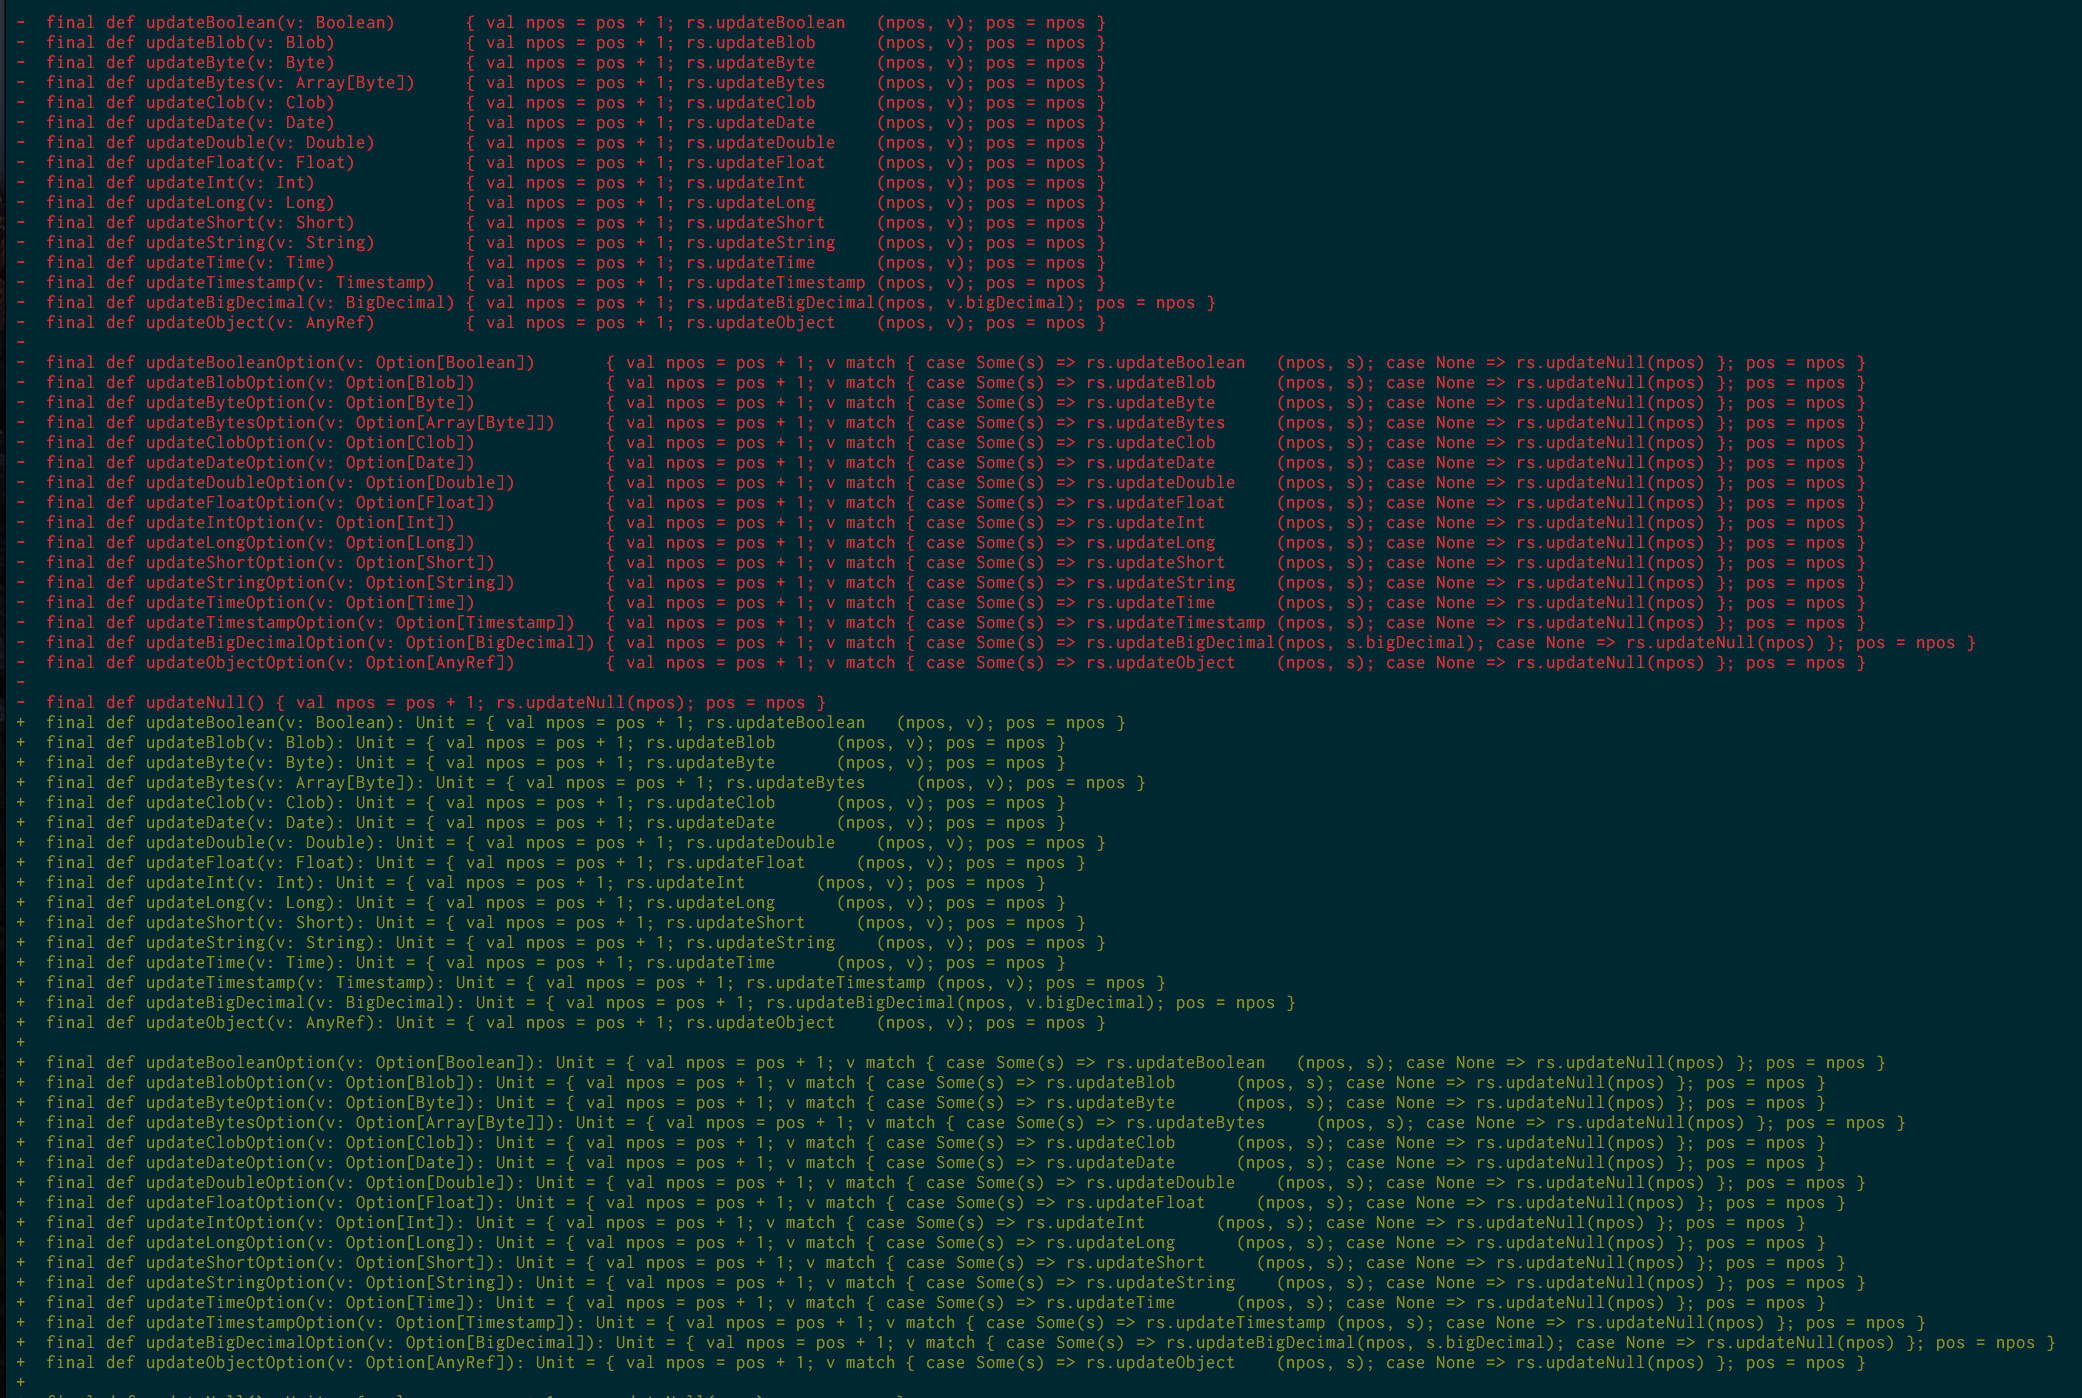 -  final def updateBoolean(v: Boolean)       { val npos = pos + 1; rs.updateBoolean   (npos, v); pos = npos }
-  final def updateBlob(v: Blob)             { val npos = pos + 1; rs.updateBlob      (npos, v); pos = npos }
-  final def updateByte(v: Byte)             { val npos = pos + 1; rs.updateByte      (npos, v); pos = npos }
-  final def updateBytes(v: Array[Byte])     { val npos = pos + 1; rs.updateBytes     (npos, v); pos = npos }
-  final def updateClob(v: Clob)             { val npos = pos + 1; rs.updateClob      (npos, v); pos = npos }
-  final def updateDate(v: Date)             { val npos = pos + 1; rs.updateDate      (npos, v); pos = npos }
-  final def updateDouble(v: Double)         { val npos = pos + 1; rs.updateDouble    (npos, v); pos = npos }
-  final def updateFloat(v: Float)           { val npos = pos + 1; rs.updateFloat     (npos, v); pos = npos }
-  final def updateInt(v: Int)               { val npos = pos + 1; rs.updateInt       (npos, v); pos = npos }
-  final def updateLong(v: Long)             { val npos = pos + 1; rs.updateLong      (npos, v); pos = npos }
-  final def updateShort(v: Short)           { val npos = pos + 1; rs.updateShort     (npos, v); pos = npos }
-  final def updateString(v: String)         { val npos = pos + 1; rs.updateString    (npos, v); pos = npos }
-  final def updateTime(v: Time)             { val npos = pos + 1; rs.updateTime      (npos, v); pos = npos }
-  final def updateTimestamp(v: Timestamp)   { val npos = pos + 1; rs.updateTimestamp (npos, v); pos = npos }
-  final def updateBigDecimal(v: BigDecimal) { val npos = pos + 1; rs.updateBigDecimal(npos, v.bigDecimal); pos = npos }
-  final def updateObject(v: AnyRef)         { val npos = pos + 1; rs.updateObject    (npos, v); pos = npos }
-
-  final def updateBooleanOption(v: Option[Boolean])       { val npos = pos + 1; v match { case Some(s) => rs.updateBoolean   (npos, s); case None => rs.updateNull(npos) }; pos = npos }
-  final def updateBlobOption(v: Option[Blob])             { val npos = pos + 1; v match { case Some(s) => rs.updateBlob      (npos, s); case None => rs.updateNull(npos) }; pos = npos }
-  final def updateByteOption(v: Option[Byte])             { val npos = pos + 1; v match { case Some(s) => rs.updateByte      (npos, s); case None => rs.updateNull(npos) }; pos = npos }
-  final def updateBytesOption(v: Option[Array[Byte]])     { val npos = pos + 1; v match { case Some(s) => rs.updateBytes     (npos, s); case None => rs.updateNull(npos) }; pos = npos }
-  final def updateClobOption(v: Option[Clob])             { val npos = pos + 1; v match { case Some(s) => rs.updateClob      (npos, s); case None => rs.updateNull(npos) }; pos = npos }
-  final def updateDateOption(v: Option[Date])             { val npos = pos + 1; v match { case Some(s) => rs.updateDate      (npos, s); case None => rs.updateNull(npos) }; pos = npos }
-  final def updateDoubleOption(v: Option[Double])         { val npos = pos + 1; v match { case Some(s) => rs.updateDouble    (npos, s); case None => rs.updateNull(npos) }; pos = npos }
-  final def updateFloatOption(v: Option[Float])           { val npos = pos + 1; v match { case Some(s) => rs.updateFloat     (npos, s); case None => rs.updateNull(npos) }; pos = npos }
-  final def updateIntOption(v: Option[Int])               { val npos = pos + 1; v match { case Some(s) => rs.updateInt       (npos, s); case None => rs.updateNull(npos) }; pos = npos }
-  final def updateLongOption(v: Option[Long])             { val npos = pos + 1; v match { case Some(s) => rs.updateLong      (npos, s); case None => rs.updateNull(npos) }; pos = npos }
-  final def updateShortOption(v: Option[Short])           { val npos = pos + 1; v match { case Some(s) => rs.updateShort     (npos, s); case None => rs.updateNull(npos) }; pos = npos }
-  final def updateStringOption(v: Option[String])         { val npos = pos + 1; v match { case Some(s) => rs.updateString    (npos, s); case None => rs.updateNull(npos) }; pos = npos }
-  final def updateTimeOption(v: Option[Time])             { val npos = pos + 1; v match { case Some(s) => rs.updateTime      (npos, s); case None => rs.updateNull(npos) }; pos = npos }
-  final def updateTimestampOption(v: Option[Timestamp])   { val npos = pos + 1; v match { case Some(s) => rs.updateTimestamp (npos, s); case None => rs.updateNull(npos) }; pos = npos }
-  final def updateBigDecimalOption(v: Option[BigDecimal]) { val npos = pos + 1; v match { case Some(s) => rs.updateBigDecimal(npos, s.bigDecimal); case None => rs.updateNull(npos) }; pos = npos }
-  final def updateObjectOption(v: Option[AnyRef])         { val npos = pos + 1; v match { case Some(s) => rs.updateObject    (npos, s); case None => rs.updateNull(npos) }; pos = npos }
-
-  final def updateNull() { val npos = pos + 1; rs.updateNull(npos); pos = npos }
+  final def updateBoolean(v: Boolean): Unit = { val npos = pos + 1; rs.updateBoolean   (npos, v); pos = npos }
+  final def updateBlob(v: Blob): Unit = { val npos = pos + 1; rs.updateBlob      (npos, v); pos = npos }
+  final def updateByte(v: Byte): Unit = { val npos = pos + 1; rs.updateByte      (npos, v); pos = npos }
+  final def updateBytes(v: Array[Byte]): Unit = { val npos = pos + 1; rs.updateBytes     (npos, v); pos = npos }
+  final def updateClob(v: Clob): Unit = { val npos = pos + 1; rs.updateClob      (npos, v); pos = npos }
+  final def updateDate(v: Date): Unit = { val npos = pos + 1; rs.updateDate      (npos, v); pos = npos }
+  final def updateDouble(v: Double): Unit = { val npos = pos + 1; rs.updateDouble    (npos, v); pos = npos }
+  final def updateFloat(v: Float): Unit = { val npos = pos + 1; rs.updateFloat     (npos, v); pos = npos }
+  final def updateInt(v: Int): Unit = { val npos = pos + 1; rs.updateInt       (npos, v); pos = npos }
+  final def updateLong(v: Long): Unit = { val npos = pos + 1; rs.updateLong      (npos, v); pos = npos }
+  final def updateShort(v: Short): Unit = { val npos = pos + 1; rs.updateShort     (npos, v); pos = npos }
+  final def updateString(v: String): Unit = { val npos = pos + 1; rs.updateString    (npos, v); pos = npos }
+  final def updateTime(v: Time): Unit = { val npos = pos + 1; rs.updateTime      (npos, v); pos = npos }
+  final def updateTimestamp(v: Timestamp): Unit = { val npos = pos + 1; rs.updateTimestamp (npos, v); pos = npos }
+  final def updateBigDecimal(v: BigDecimal): Unit = { val npos = pos + 1; rs.updateBigDecimal(npos, v.bigDecimal); pos = npos }
+  final def updateObject(v: AnyRef): Unit = { val npos = pos + 1; rs.updateObject    (npos, v); pos = npos }
+
+  final def updateBooleanOption(v: Option[Boolean]): Unit = { val npos = pos + 1; v match { case Some(s) => rs.updateBoolean   (npos, s); case None => rs.updateNull(npos) }; pos = npos }
+  final def updateBlobOption(v: Option[Blob]): Unit = { val npos = pos + 1; v match { case Some(s) => rs.updateBlob      (npos, s); case None => rs.updateNull(npos) }; pos = npos }
+  final def updateByteOption(v: Option[Byte]): Unit = { val npos = pos + 1; v match { case Some(s) => rs.updateByte      (npos, s); case None => rs.updateNull(npos) }; pos = npos }
+  final def updateBytesOption(v: Option[Array[Byte]]): Unit = { val npos = pos + 1; v match { case Some(s) => rs.updateBytes     (npos, s); case None => rs.updateNull(npos) }; pos = npos }
+  final def updateClobOption(v: Option[Clob]): Unit = { val npos = pos + 1; v match { case Some(s) => rs.updateClob      (npos, s); case None => rs.updateNull(npos) }; pos = npos }
+  final def updateDateOption(v: Option[Date]): Unit = { val npos = pos + 1; v match { case Some(s) => rs.updateDate      (npos, s); case None => rs.updateNull(npos) }; pos = npos }
+  final def updateDoubleOption(v: Option[Double]): Unit = { val npos = pos + 1; v match { case Some(s) => rs.updateDouble    (npos, s); case None => rs.updateNull(npos) }; pos = npos }
+  final def updateFloatOption(v: Option[Float]): Unit = { val npos = pos + 1; v match { case Some(s) => rs.updateFloat     (npos, s); case None => rs.updateNull(npos) }; pos = npos }
+  final def updateIntOption(v: Option[Int]): Unit = { val npos = pos + 1; v match { case Some(s) => rs.updateInt       (npos, s); case None => rs.updateNull(npos) }; pos = npos }
+  final def updateLongOption(v: Option[Long]): Unit = { val npos = pos + 1; v match { case Some(s) => rs.updateLong      (npos, s); case None => rs.updateNull(npos) }; pos = npos }
+  final def updateShortOption(v: Option[Short]): Unit = { val npos = pos + 1; v match { case Some(s) => rs.updateShort     (npos, s); case None => rs.updateNull(npos) }; pos = npos }
+  final def updateStringOption(v: Option[String]): Unit = { val npos = pos + 1; v match { case Some(s) => rs.updateString    (npos, s); case None => rs.updateNull(npos) }; pos = npos }
+  final def updateTimeOption(v: Option[Time]): Unit = { val npos = pos + 1; v match { case Some(s) => rs.updateTime      (npos, s); case None => rs.updateNull(npos) }; pos = npos }
+  final def updateTimestampOption(v: Option[Timestamp]): Unit = { val npos = pos + 1; v match { case Some(s) => rs.updateTimestamp (npos, s); case None => rs.updateNull(npos) }; pos = npos }
+  final def updateBigDecimalOption(v: Option[BigDecimal]): Unit = { val npos = pos + 1; v match { case Some(s) => rs.updateBigDecimal(npos, s.bigDecimal); case None => rs.updateNull(npos) }; pos = npos }
+  final def updateObjectOption(v: Option[AnyRef]): Unit = { val npos = pos + 1; v match { case Some(s) => rs.updateObject    (npos, s); case None => rs.updateNull(npos) }; pos = npos }
+